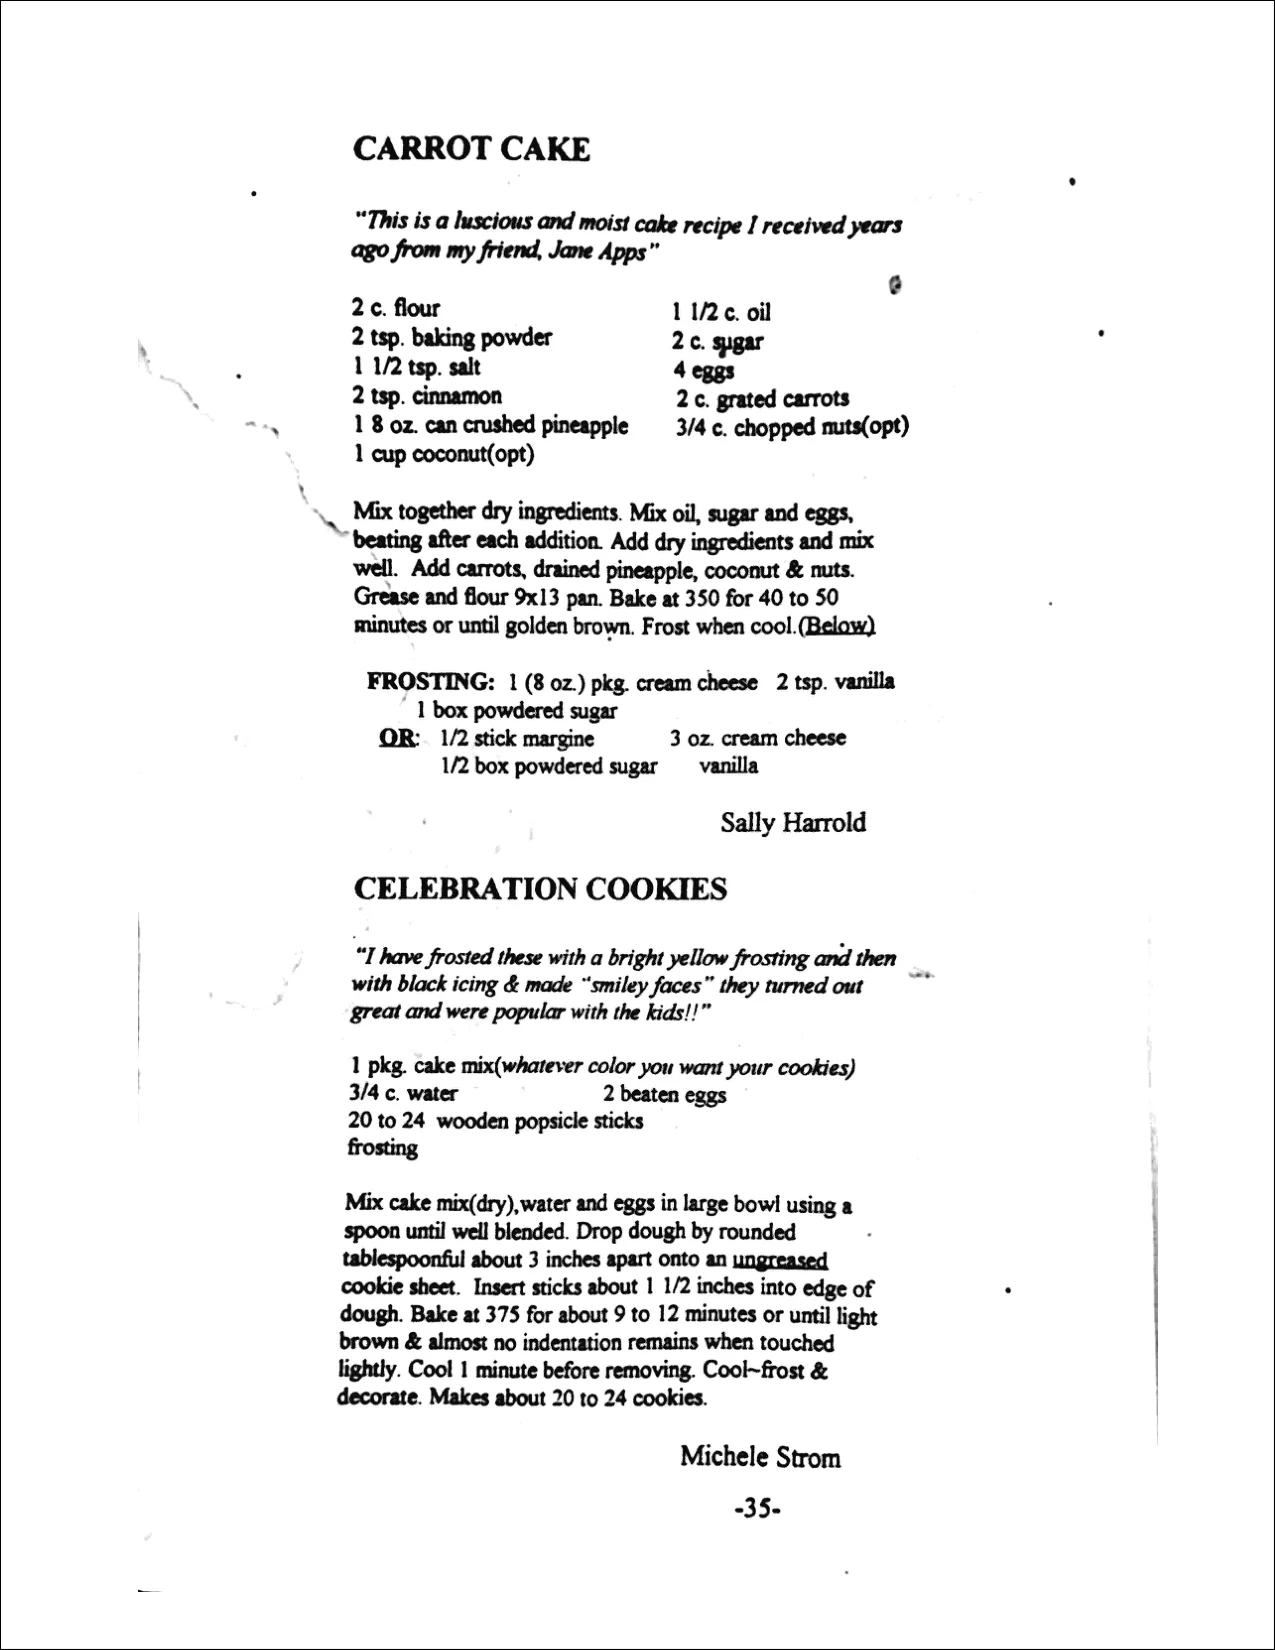 CARROT CAKE
"This is a luscious and moist cake recipe I received years
ago from my friend, Jane Apps"
2 c. flour 1 1/2 c. oil
2 tsp. baking powder 2 c. sugar
1 1/2 tsp. salt 4 eggs
2 tsp. cinnamon 2 c. grated carrots
1 8 oz. can crushed pineapple 3/4 c. chopped nuts(opt)
1 cup coconut(opt)
Mix together dry ingredients. Mix oil, sugar and eggs,
beating after each addition. Add dry ingredients and mix
well. Add carrots, drained pineapple, coconut & nuts.
Grease and flour 9x13 pan. Bake at 350 for 40 to 50
minutes or until golden brown. Frost when cool.(Below)
FROSTING: 1 (8 oz.) pkg. cream cheese 2 tsp. vanilla
1 box powdered sugar
OR: 1/2 stick margine 3 oz. cream cheese
1/2 box powdered sugar vanilla
Sally Harrold
CELEBRATION COOKIES
"I have frosted these with a bright yellow frosting and then
with black icing & made "smiley faces" they turned out
great and were popular with the kids!!"
1 pkg. cake mix(whatever color you want your cookies)
3/4 c. water 2 beaten eggs
20 to 24 wooden popsicle sticks
frosting
Mix cake mix(dry),water and eggs in large bowl using a
spoon until well blended. Drop dough by rounded
tablespoonful about 3 inches apart onto an ungreased
cookie sheet. Insert sticks about 1 1/2 inches into edge of
dough. Bake at 375 for about 9 to 12 minutes or until light
brown & almost no indentation remains when touched
lightly. Cool 1 minute before removing. Cool~frost &
decorate. Makes about 20 to 24 cookies.
Michele Strom
-35-